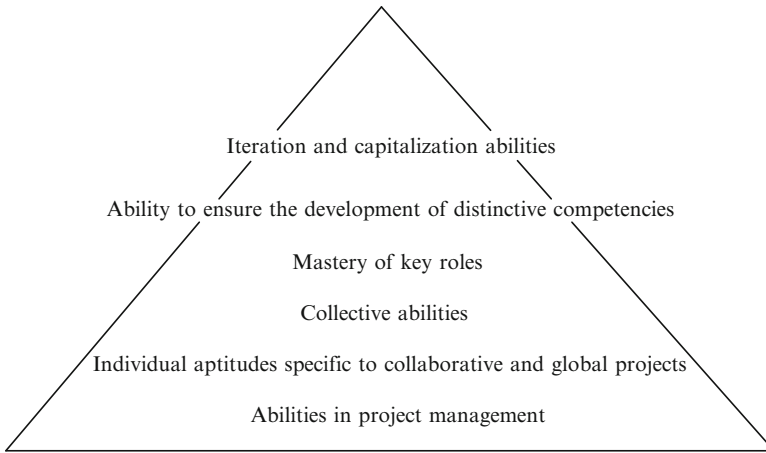 Iteration and capitalization abilities
Ability to ensure the development of distinctive competencies
Mastery of key roles
Collective abilities
Individual aptitudes specific to collaborative and global projects
Abilities in project management